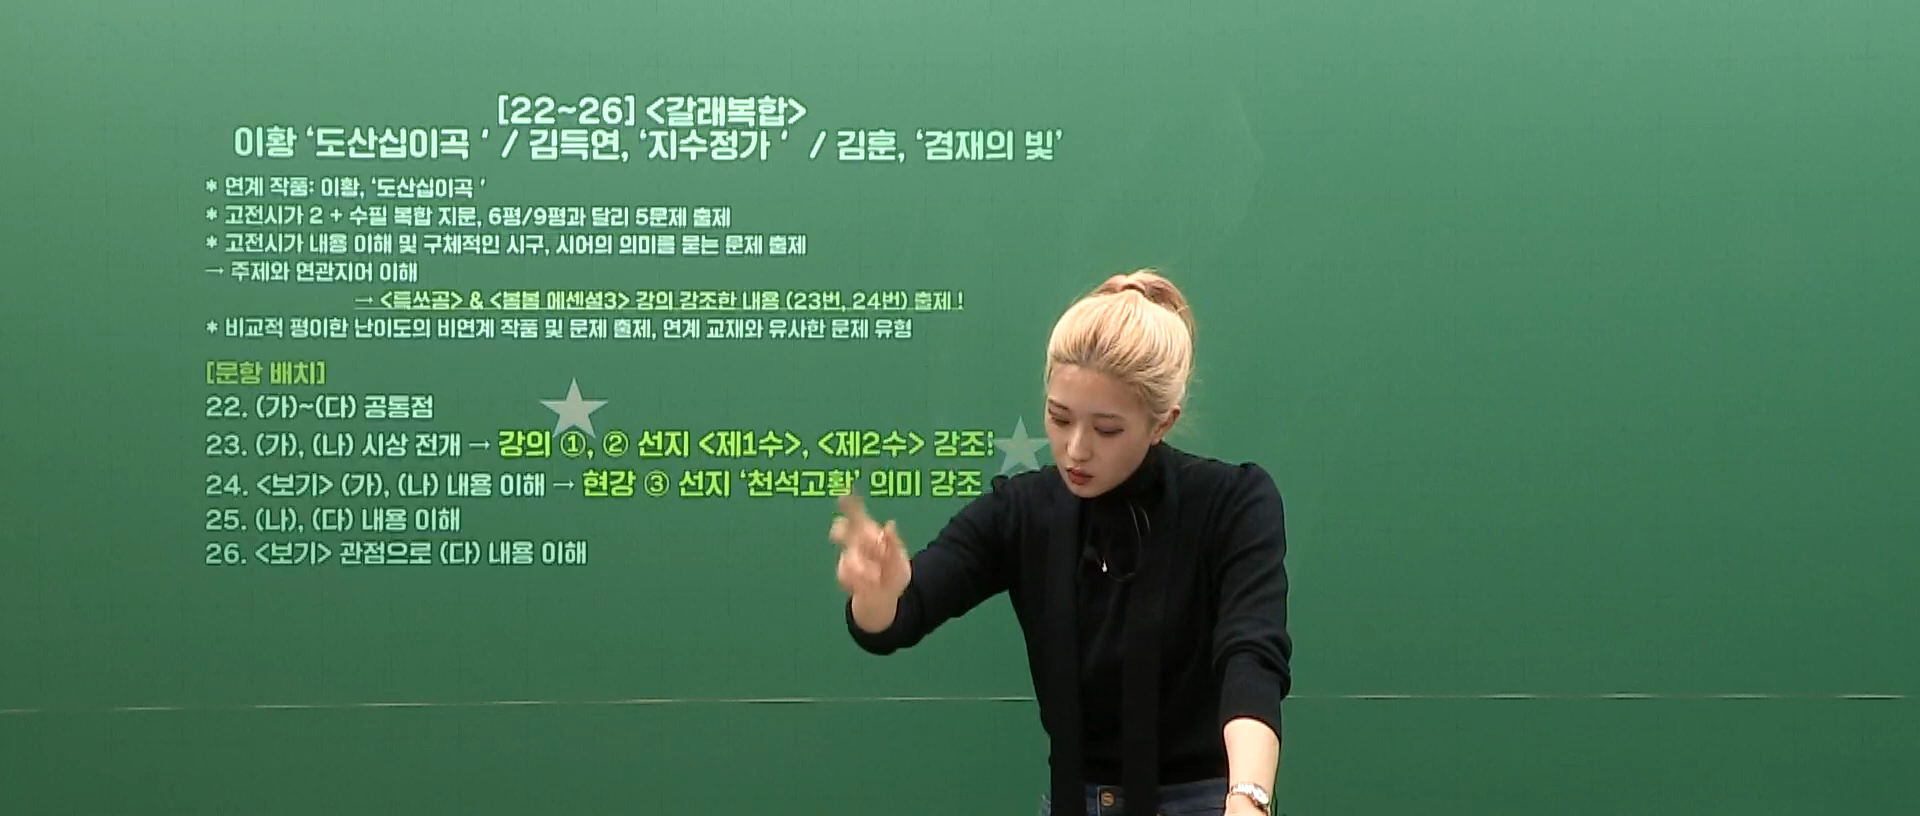 [22~26] <갈래복합>
이황 ‘도산십이곡 ’ / 김득연, ‘지수정가 ’ / 김훈, ‘겸재의 빛’
* 연계 작품: 이황, ‘도산십이곡 ’
* 고전시가 2 + 수필 복합 지문, 6평/9평과 달리 5문제 출제
* 고전시가 내용 이해 및 구체적인 시구, 시어의 의미를 묻는 문제 출제
→ 주제와 연관지어 이해
→ <득쏘공> & <봄봄 에센셜3> 강의 강조한 내용 (23번, 24번) 출제 !
* 비교적 평이한 난이도의 비연계 작품 및 문제 출제, 연계 교재와 유사한 문제 유형
[문항 배치]
22. (가)~(다) 공통점
23. (가), (나) 시상 전개 → 강의 ①, ② 선지 <제1수>, <제2수> 강조!
24. <보기> (가), (나) 내용 이해 → 현강 ③ 선지 ‘천석고황’ 의미 강조
25. (나), (다) 내용 이해
26. <보기> 관점으로 (다) 내용 이해